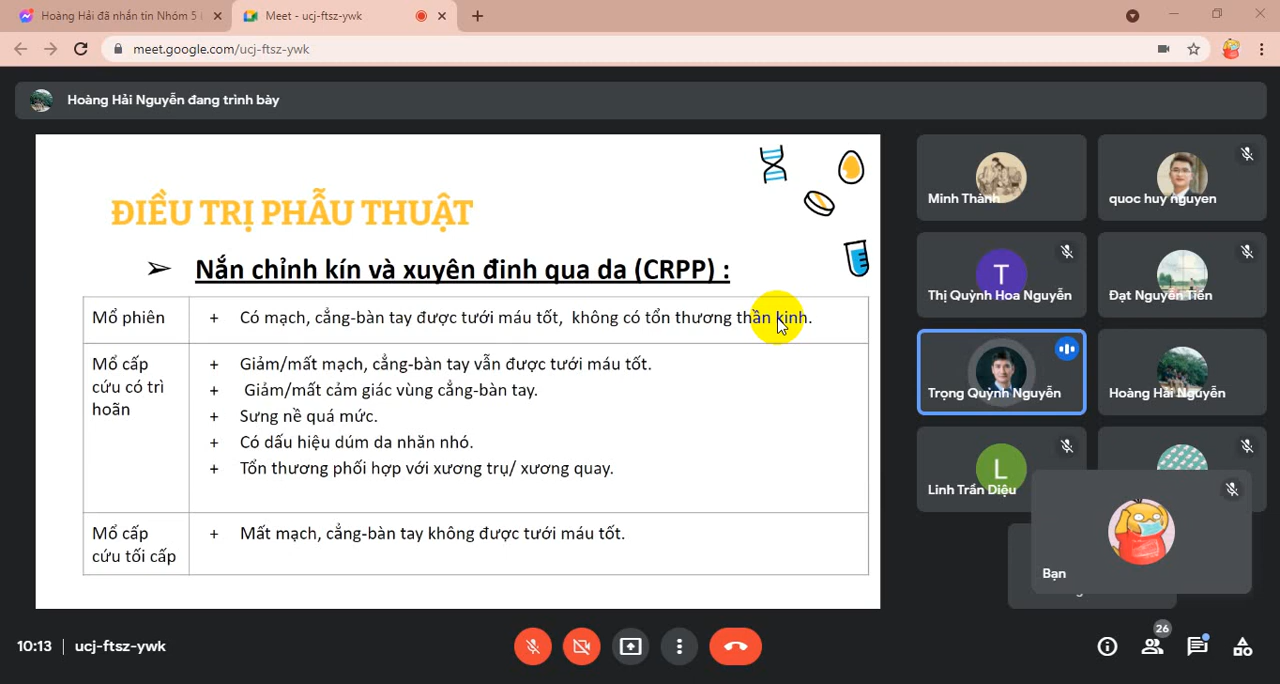 Hoàng Hải đã nhắn tin Nhóm 5
Meet - ucj-ftsz-ywk
meet.google.com/ucj-ftsz-ywk
Hoàng Hải Nguyễn đang trình bày
ĐIỀU TRỊ PHẪU THUẬT
➢ Nắn chỉnh kín và xuyên đinh qua da (CRPP) :
Mổ phiên
+ Có mạch, cẳng-bàn tay được tưới máu tốt, không có tổn thương thần kinh.
Mổ cấp
cứu có trì
hoãn
+ Giảm/mất mạch, cẳng-bàn tay vẫn được tưới máu tốt.
+ Giảm/mất cảm giác vùng cẳng-bàn tay.
+ Sưng nề quá mức.
+ Có dấu hiệu dúm da nhăn nhó.
+ Tổn thương phối hợp với xương trụ/ xương quay.
Mổ cấp
cứu tối cấp
+ Mất mạch, cẳng-bàn tay không được tưới máu tốt.
Minh Thành
quoc huy nguyen
T
Thị Quỳnh Hoa Nguyễn
Đạt Nguyễn Tiến
Trọng Quỳnh Nguyễn
Hoàng Hải Nguyễn
L
Linh Trần Diệu
Bạn
10:13
ucj-ftsz-ywk
26